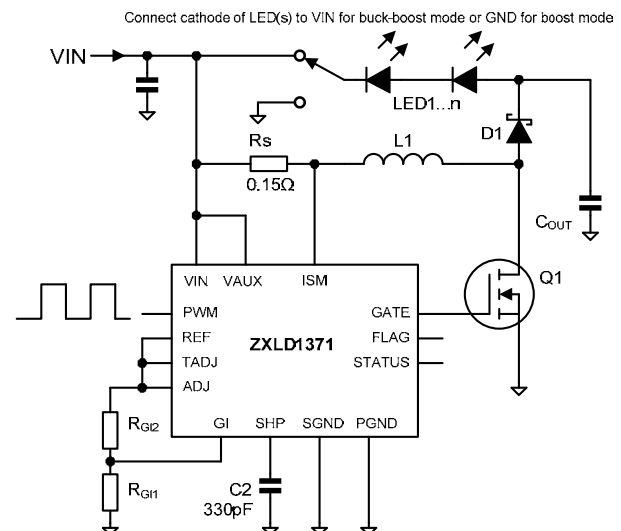 Connect cathode of LED(s) to VIN for buck-boost mode or GND for boost mode
VIN
LED1...n
D1
Rs
0.15Ω
L1
COUT
VIN VAUX ISM
PWM
REF
TADJ
ADJ
ZXLD1371
GATE
FLAG
STATUS
Q1
GI SHP SGND PGND
RGI2
RGI1
C2
330pF